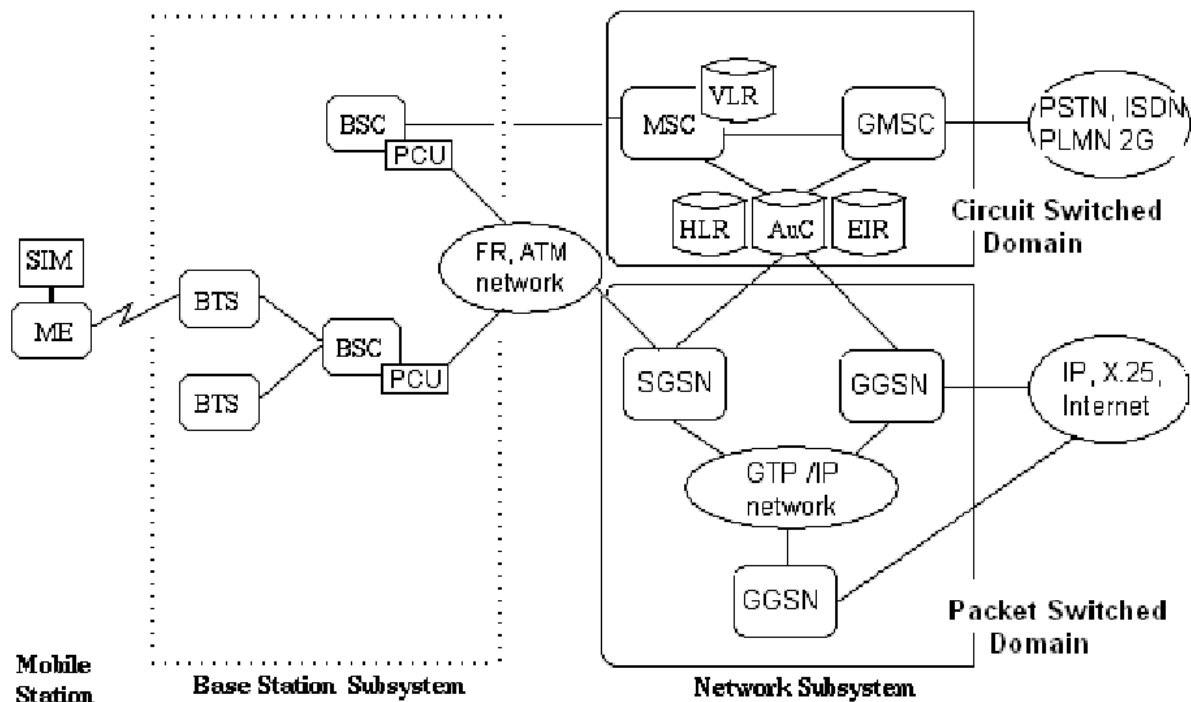 BSC
PCU
MSC
VLR
GMSC
PSTN, ISDN
PLMN 2G
HLR
AuC
EIR
Circuit Switched
Domain
FR, ATM
network
SIM
ME
BTS
BTS
BSC
PCU
SGSN
GGSN
IP, X.25,
Internet
GTP /IP
network
GGSN
Packet Switched
Domain
Mobile
Station
Base Station Subsystem
Network Subsystem